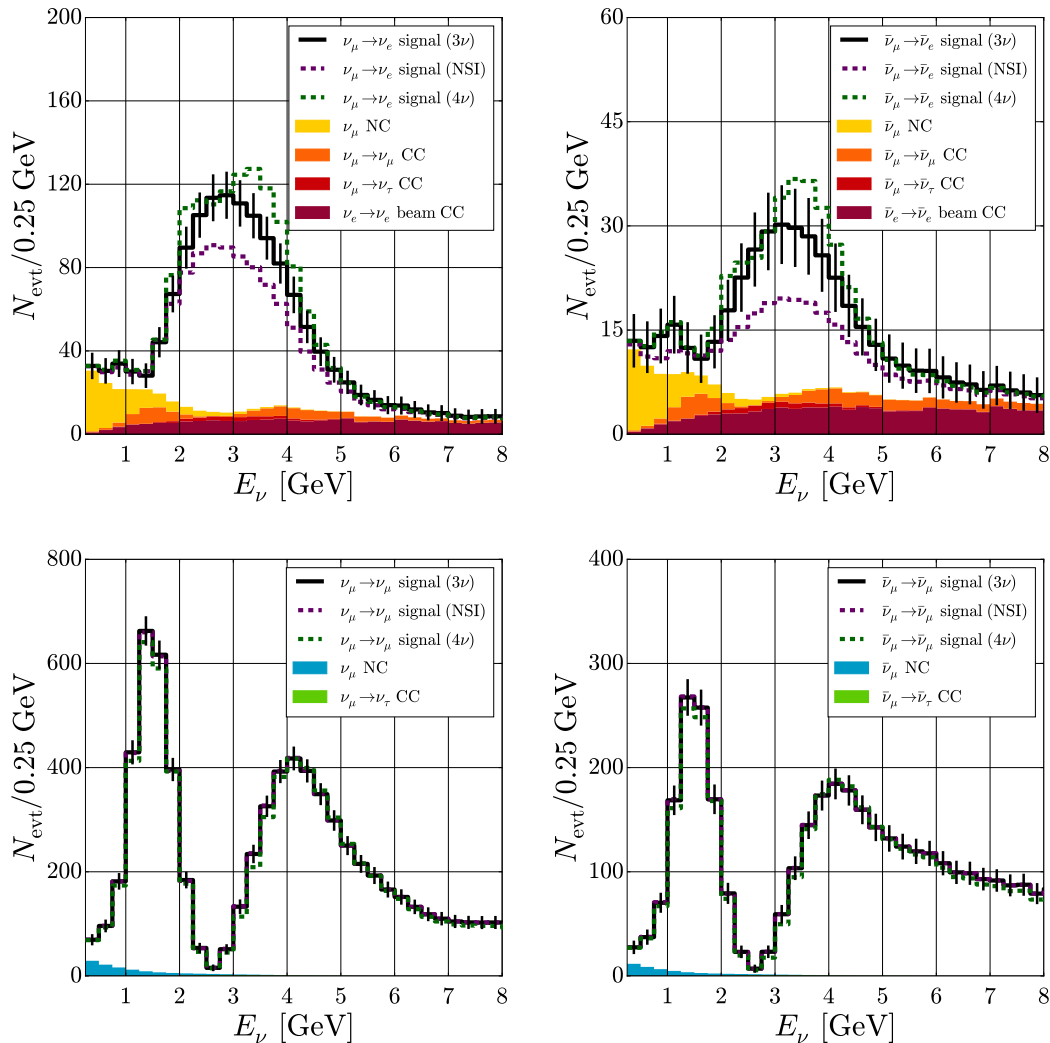 200
160
120
80
40
0
N_evt/0.25 GeV
1 2 3 4 5 6 7 8
E_ν [GeV]
ν_μ→ν_e signal (3ν)
ν_μ→ν_e signal (NSI)
ν_μ→ν_e signal (4ν)
ν_μ NC
ν_μ→ν_μ CC
ν_μ→ν_τ CC
ν_e→ν_e beam CC
60
45
30
15
0
N_evt/0.25 GeV
1 2 3 4 5 6 7 8
E_ν [GeV]
ν̄_μ→ν̄_e signal (3ν)
ν̄_μ→ν̄_e signal (NSI)
ν̄_μ→ν̄_e signal (4ν)
ν̄_μ NC
ν̄_μ→ν̄_μ CC
ν̄_μ→ν̄_τ CC
ν̄_e→ν̄_e beam CC
800
600
400
200
0
N_evt/0.25 GeV
1 2 3 4 5 6 7 8
E_ν [GeV]
ν_μ→ν_μ signal (3ν)
ν_μ→ν_μ signal (NSI)
ν_μ→ν_μ signal (4ν)
ν_μ NC
ν_μ→ν_τ CC
400
300
200
100
0
N_evt/0.25 GeV
1 2 3 4 5 6 7 8
E_ν [GeV]
ν̄_μ→ν̄_μ signal (3ν)
ν̄_μ→ν̄_μ signal (NSI)
ν̄_μ→ν̄_μ signal (4ν)
ν̄_μ NC
ν̄_μ→ν̄_τ CC